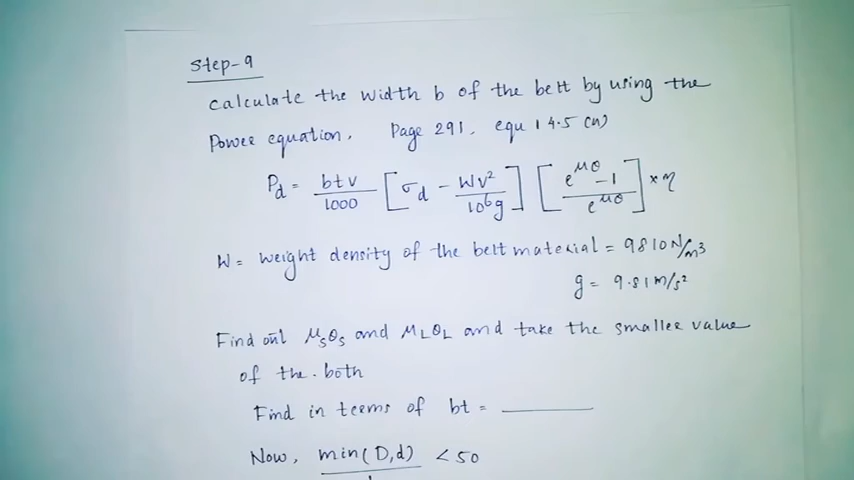 Step-9
calculate the width b of the belt by using the
Power equation. Page 291. equ 14.5 (n)
Pd = btv/1000 [σd - Wv²/10⁶g] [e^μθ - 1/e^μθ] × η
W = weight density of the belt material = 9810 N/m³
g = 9.81 m/s²
Find out μsθs and μLθL and take the smaller value
of the both
Find in terms of bt = ________
Now, min(D,d) < 50